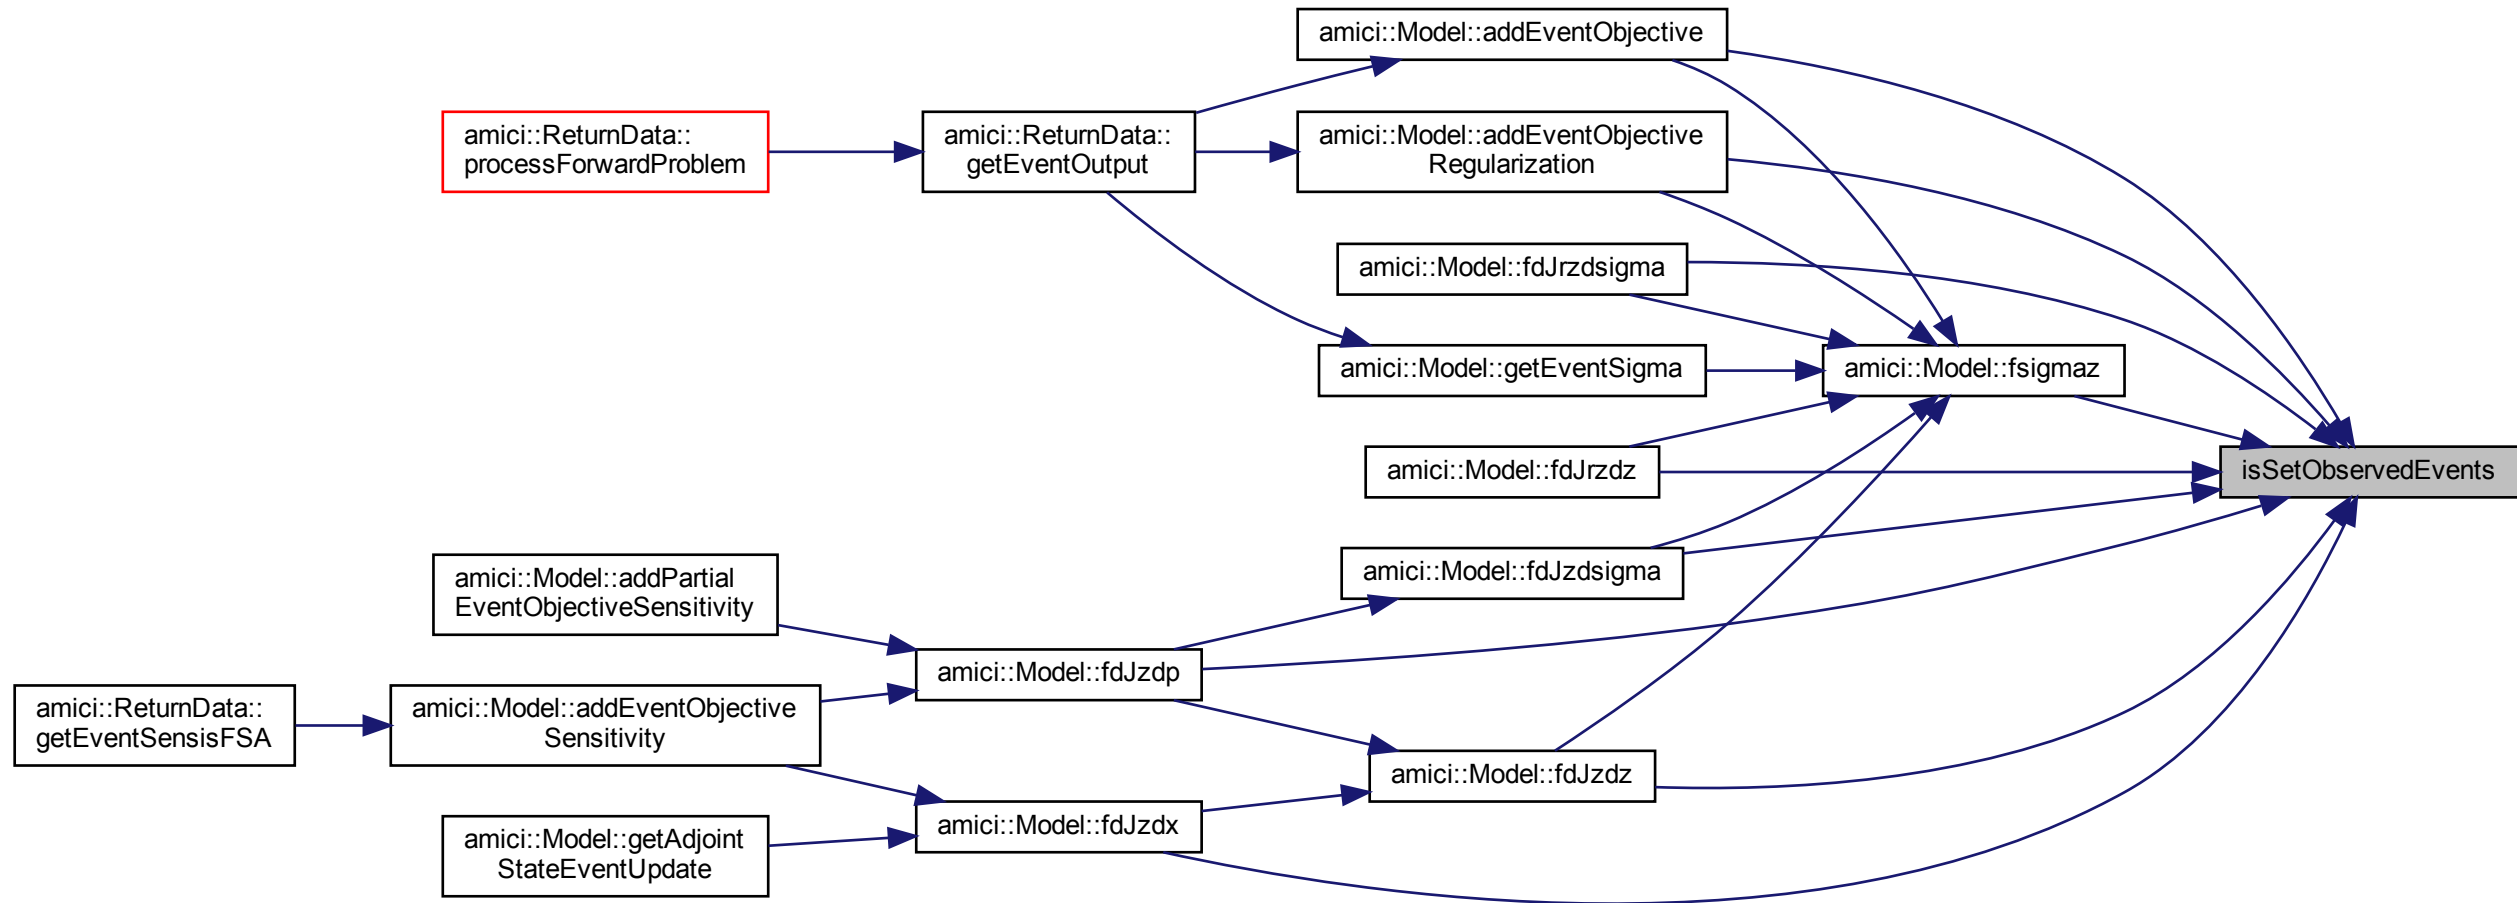 amici::Model::addEventObjective
amici::ReturnData::
processForwardProblem
amici::ReturnData::
getEventOutput
amici::Model::addEventObjective
Regularization
amici::Model::fdJrzdsigma
amici::Model::getEventSigma
amici::Model::fsigmaz
amici::Model::fdJrzdz
isSetObservedEvents
amici::Model::fdJzdsigma
amici::Model::addPartial
EventObjectiveSensitivity
amici::Model::fdJzdp
amici::ReturnData::
getEventSensisFSA
amici::Model::addEventObjective
Sensitivity
amici::Model::fdJzdz
amici::Model::fdJzdx
amici::Model::getAdjoint
StateEventUpdate